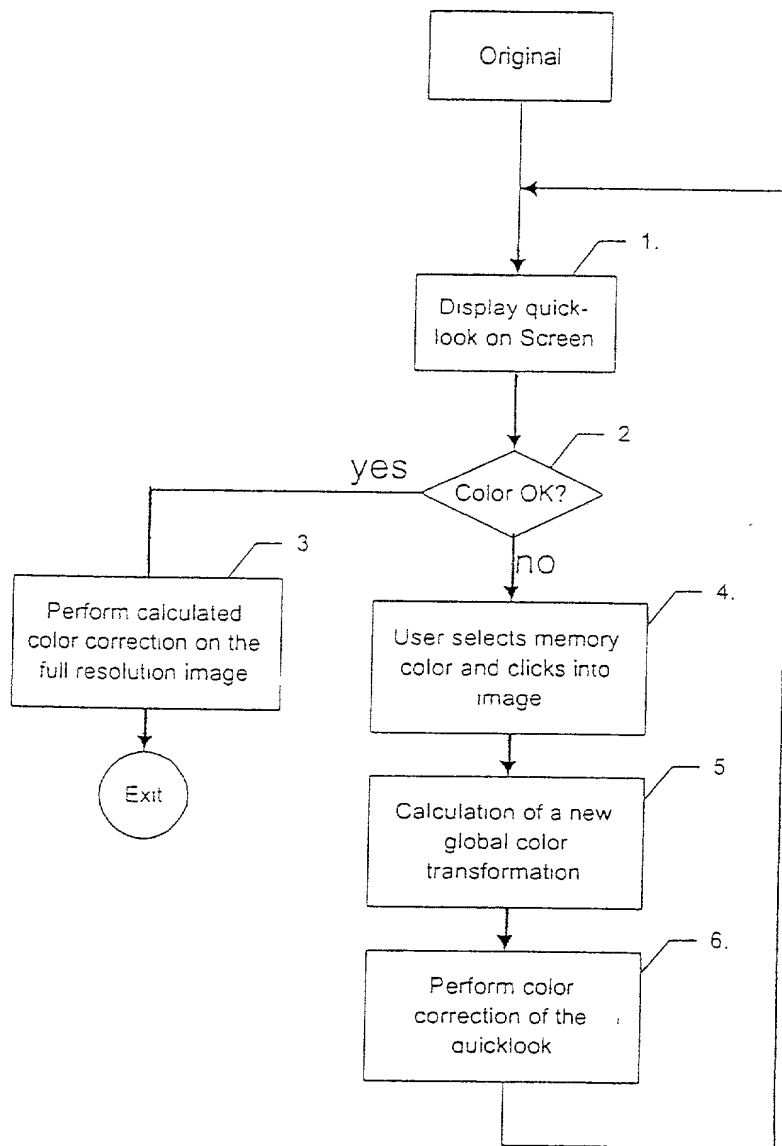 Original
1.
Display quick-
look on Screen
2
Color OK?
yes
no
3
Perform calculated
color correction on the
full resolution image
Exit
4.
User selects memory
color and clicks into
image
5
Calculation of a new
global color
transformation
6.
Perform color
correction of the
quicklook